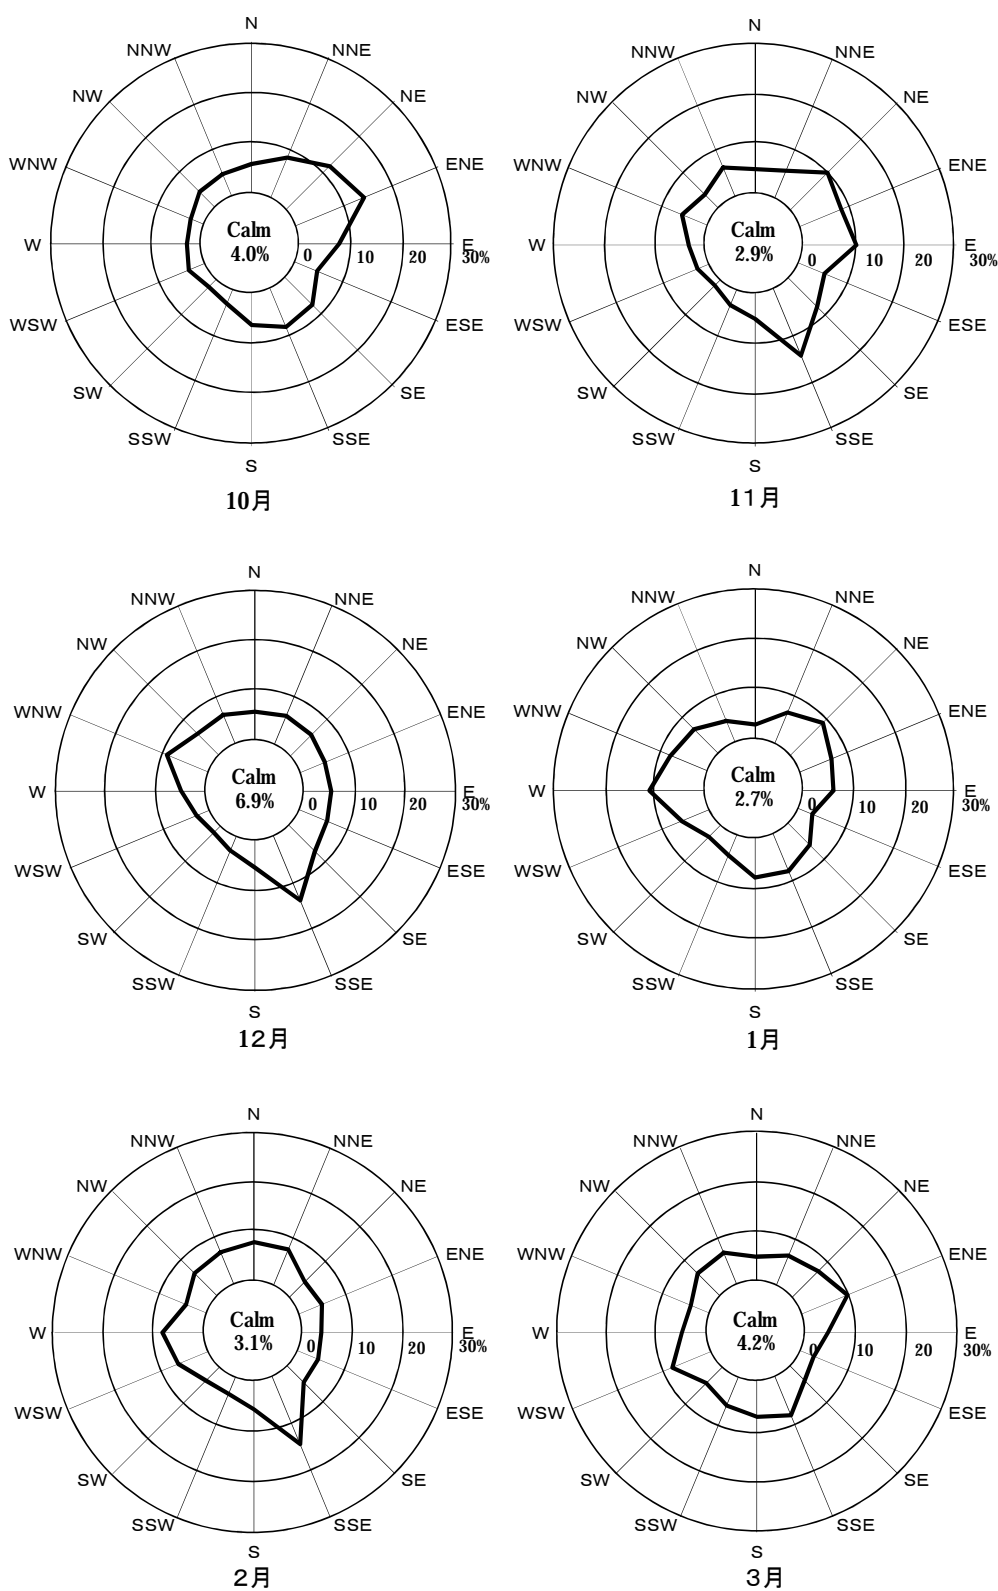 N N
NNW NNE NNW NNE
NW NE NW NE
WNW ENE WNW ENE
Calm Calm
W 4.0% 0 10 20 E 30% W 2.9% 0 10 20 E 30%
WSW ESE WSW ESE
SW SE SW SE
SSW SSE SSW SSE
S S
10月 11月
N N
NNW NNE NNW NNE
NW NE NW NE
WNW ENE WNW ENE
Calm Calm
W 6.9% 0 10 20 E 30% W 2.7% 0 10 20 E 30%
WSW ESE WSW ESE
SW SE SW SE
SSW SSE SSW SSE
S S
12月 1月
N N
NNW NNE NNW NNE
NW NE NW NE
WNW ENE WNW ENE
Calm Calm
W 3.1% 0 10 20 E 30% W 4.2% 0 10 20 E 30%
WSW ESE WSW ESE
SW SE SW SE
SSW SSE SSW SSE
S S
2月 3月